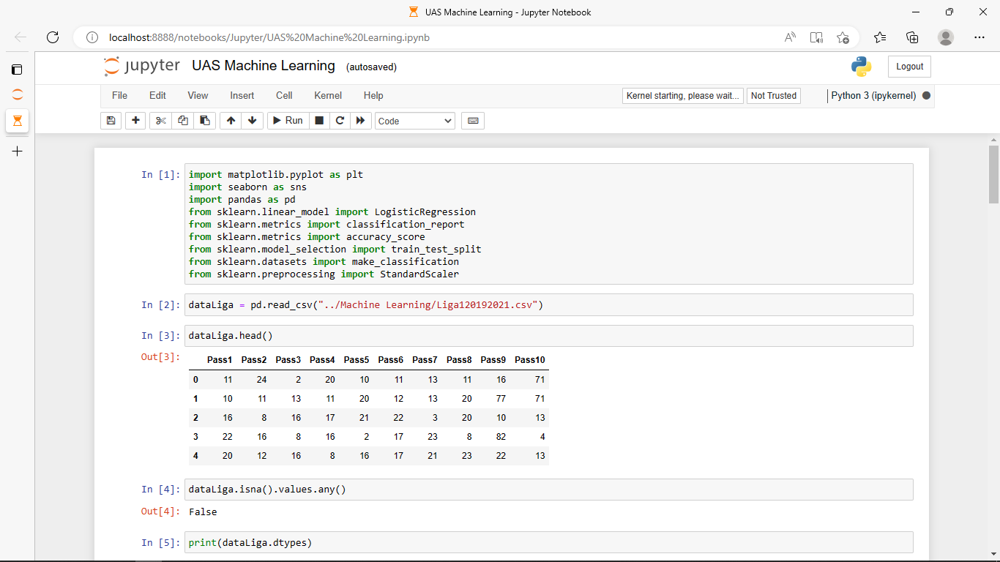 UAS Machine Learning - Jupyter Notebook
localhost:8888/notebooks/Jupyter/UAS%20Machine%20Learning.ipynb
jupyter UAS Machine Learning (autosaved) Logout
File Edit View Insert Cell Kernel Help Kernel starting, please wait... Not Trusted Python 3 (ipykernel)
Run Code
In [1]: import matplotlib.pyplot as plt
import seaborn as sns
import pandas as pd
from sklearn.linear_model import LogisticRegression
from sklearn.metrics import classification_report
from sklearn.metrics import accuracy_score
from sklearn.model_selection import train_test_split
from sklearn.datasets import make_classification
from sklearn.preprocessing import StandardScaler
In [2]: dataLiga = pd.read_csv("../Machine Learning/Liga120192021.csv")
In [3]: dataLiga.head()
Out[3]: Pass1 Pass2 Pass3 Pass4 Pass5 Pass6 Pass7 Pass8 Pass9 Pass10
0 11 24 2 20 10 11 13 11 16 71
1 10 11 13 11 20 12 13 20 77 71
2 16 8 16 17 21 22 3 20 10 13
3 22 16 8 16 2 17 23 8 82 4
4 20 12 16 8 16 17 21 23 22 13
In [4]: dataLiga.isna().values.any()
Out[4]: False
In [5]: print(dataLiga.dtypes)